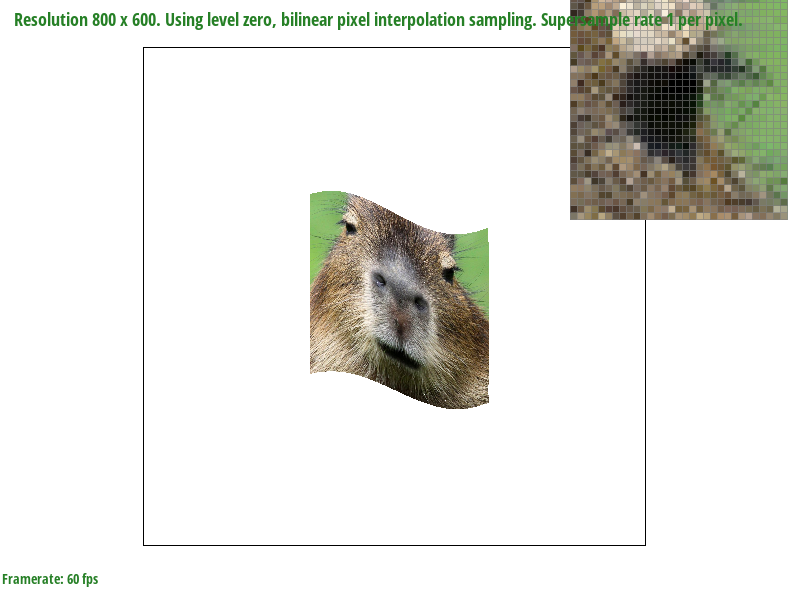 Resolution 800 x 600. Using level zero, bilinear pixel interpolation sampling. Supersample rate 1 per pixel.
Framerate: 60 fps